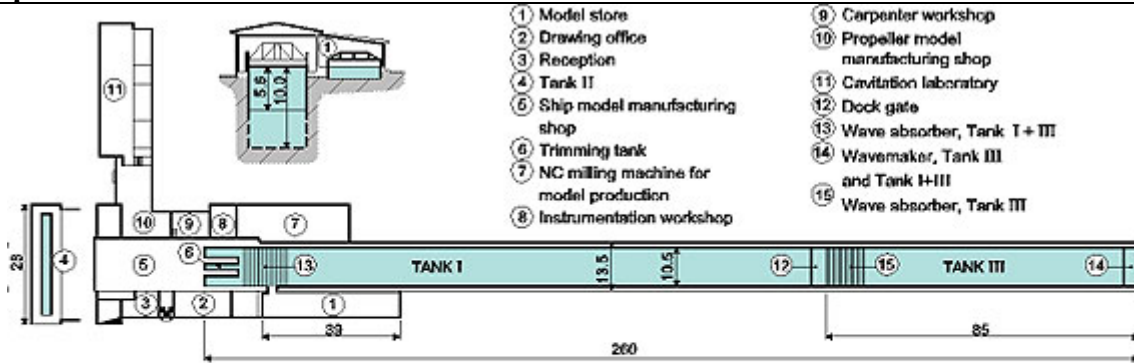 ① Model store
② Drawing office
③ Reception
④ Tank II
⑤ Ship model manufacturing
shop
⑥ Trimming tank
⑦ NC milling machine for
model production
⑧ Instrumentation workshop
⑨ Carpenter workshop
⑩ Propeller model
manufacturing shop
⑪ Cavitation laboratory
⑫ Dock gate
⑬ Wave absorber, Tank I + III
⑭ Wavemaker, Tank III
and Tank I+III
⑮ Wave absorber, Tank III
①
5.6
10.0
⑪
⑩ ⑨ ⑧ ⑦
28
④
⑤
⑥
⑬
TANK I
13.5
10.5
⑫
⑮
TANK III
⑭
③ ② ①
39
85
260